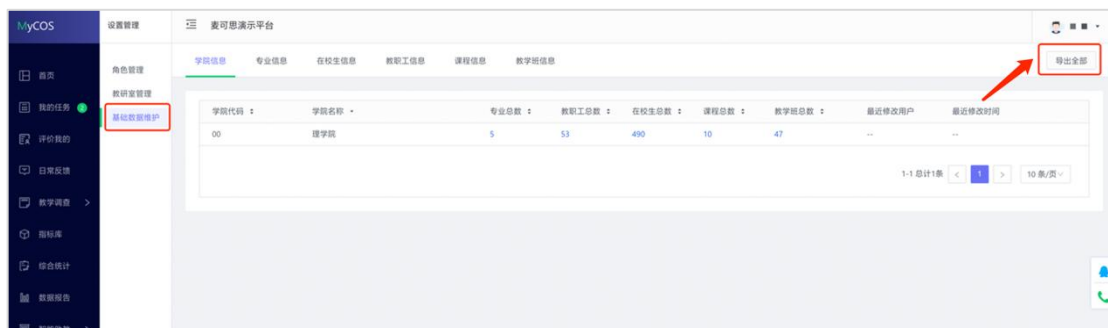 MyCOS
设置管理
麦可思演示平台
首页
我的任务 2
评价我的
日常反馈
教学调查
指标库
综合统计
数据报告
角色管理
教研室管理
基础数据维护
学院信息 专业信息 在校生信息 教职工信息 课程信息 教学班信息
导出全部
学院代码 学院名称 专业总数 教职工总数 在校生总数 课程总数 教学班总数 最近修改用户 最近修改时间
00 理学院 5 53 490 10 47 -- --
1-1 总计1条 < 1 > 10 条/页